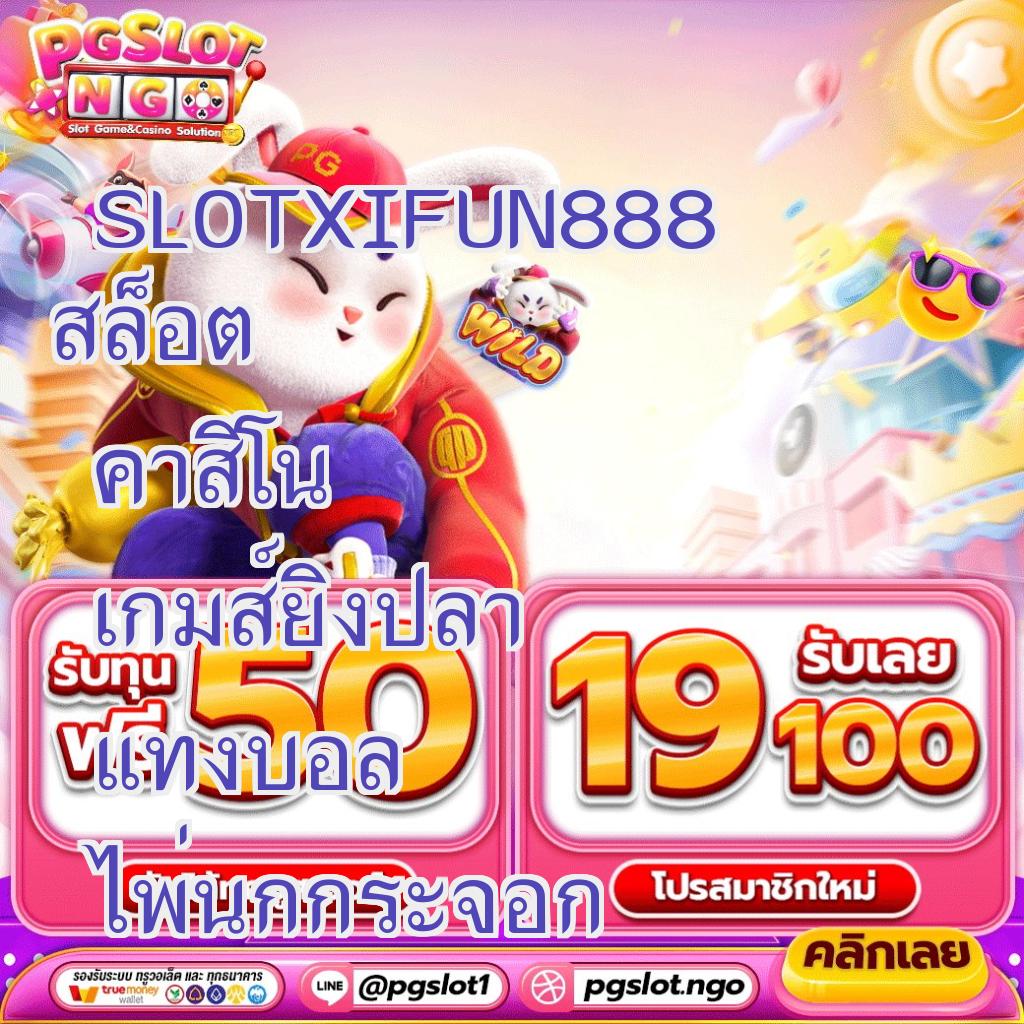 PGSLOT
NGO
Slot Game&Casino Solution
PG
SLOTXIFUN888
WILD
สล็อต
คาสิโน
เกมส์ยิงปลา
รับทุน
ฟรี 50
19 รับเลย
100
แทงบอล
โปรสมาชิกใหม่
ไพ่นกกระจอก
คลิกเลย
รองรับระบบ ทรูวอเล็ต และ ทุกธนาคาร
truemoney
wallet
LINE @pgslot1
pgslot.ngo